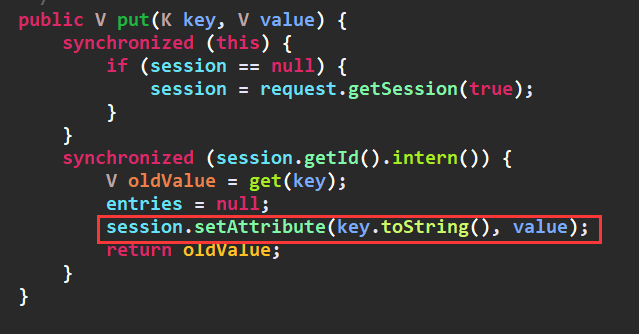 public V put(K key, V value) {
synchronized (this) {
if (session == null) {
session = request.getSession(true);
}
}
synchronized (session.getId().intern()) {
V oldValue = get(key);
entries = null;
session.setAttribute(key.toString(), value);
return oldValue;
}
}